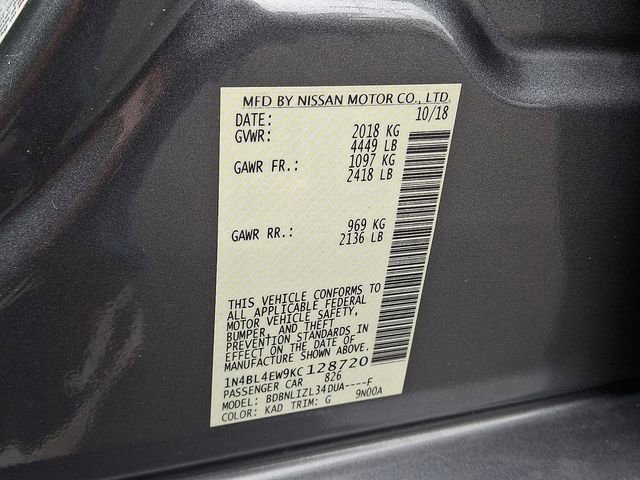 MFD BY NISSAN MOTOR CO., LTD.
DATE: 10/18
GVWR: 2018 KG
4449 LB
GAWR FR.: 1097 KG
2418 LB
GAWR RR.: 969 KG
2136 LB
THIS VEHICLE CONFORMS TO
ALL APPLICABLE FEDERAL
MOTOR VEHICLE SAFETY,
BUMPER, AND THEFT
PREVENTION STANDARDS IN
EFFECT ON THE DATE OF
MANUFACTURE SHOWN ABOVE.
1N4BL4EW9KC128720
PASSENGER CAR 826
MODEL: BDBNLIZL34DUA----F
COLOR: KAD TRIM: G 9N00A